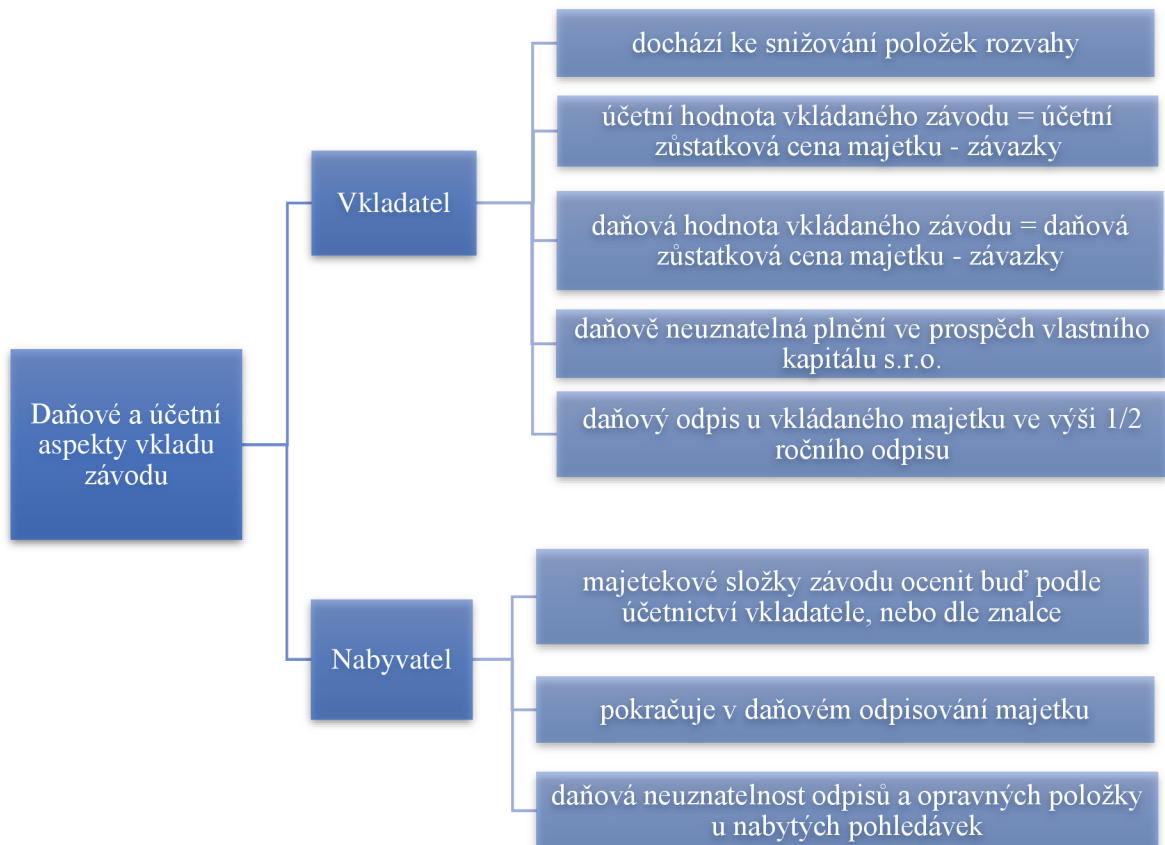 Daňové a účetní
aspekty vkladu
závodu
Vkladatel
dochází ke snižování položek rozvahy
účetní hodnota vkládaného závodu = účetní
zůstatková cena majetku - závazky
daňová hodnota vkládaného závodu = daňová
zůstatková cena majetku - závazky
daňově neuznatelná plnění ve prospěch vlastního
kapitálu s.r.o.
daňový odpis u vkládaného majetku ve výši 1/2
ročního odpisu
Nabyvatel
majetekové složky závodu ocenit buď podle
účetnictví vkladatele, nebo dle znalce
pokračuje v daňovém odpisování majetku
daňová neuznatelnost odpisů a opravných položky
u nabytých pohledávek